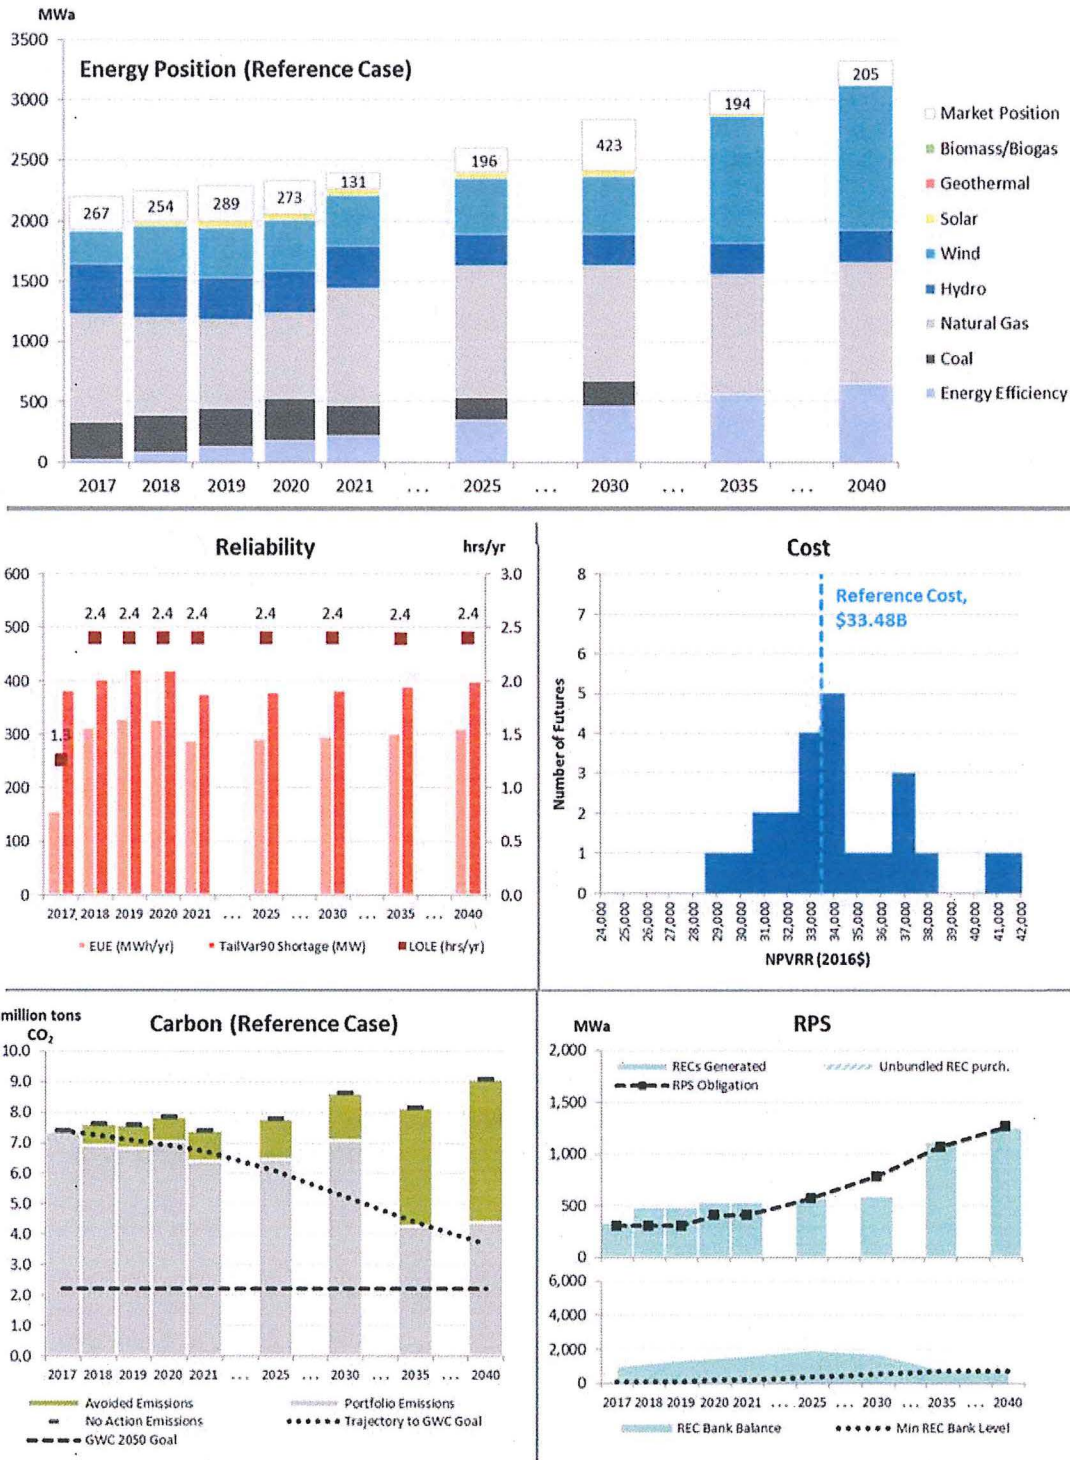 MWa
Energy Position (Reference Case)
3500
3000
2500
2000
1500
1000
500
0
267
254
289
273
131
196
423
194
205
2017 2018 2019 2020 2021 ... 2025 ... 2030 ... 2035 ... 2040
Market Position
Biomass/Biogas
Geothermal
Solar
Wind
Hydro
Natural Gas
Coal
Energy Efficiency
Reliability
hrs/yr
600
500
400
300
200
100
0
3.0
2.5
2.0
1.5
1.0
0.5
0.0
1.3
2.4 2.4 2.4 2.4 2.4 2.4 2.4 2.4
2017 2018 2019 2020 2021 ... 2025 ... 2030 ... 2035 ... 2040
EUE (MWh/yr) TailVar90 Shortage (MW) LOLE (hrs/yr)
Cost
Reference Cost,
$33.48B
Number of Futures
8
7
6
5
4
3
2
1
0
24,000
25,000
26,000
27,000
28,000
29,000
30,000
31,000
32,000
33,000
34,000
35,000
36,000
37,000
38,000
39,000
40,000
41,000
42,000
NPVRR (2016$)
million tons
CO₂
Carbon (Reference Case)
10.0
9.0
8.0
7.0
6.0
5.0
4.0
3.0
2.0
1.0
0.0
2017 2018 2019 2020 2021 ... 2025 ... 2030 ... 2035 ... 2040
Avoided Emissions Portfolio Emissions
No Action Emissions Trajectory to GWC Goal
GWC 2050 Goal
MWa
RPS
RECs Generated Unbundled REC purch.
RPS Obligation
2,000
1,500
1,000
500
0
6,000
4,000
2,000
0
2017 2018 2019 2020 2021 ... 2025 ... 2030 ... 2035 ... 2040
REC Bank Balance Min REC Bank Level